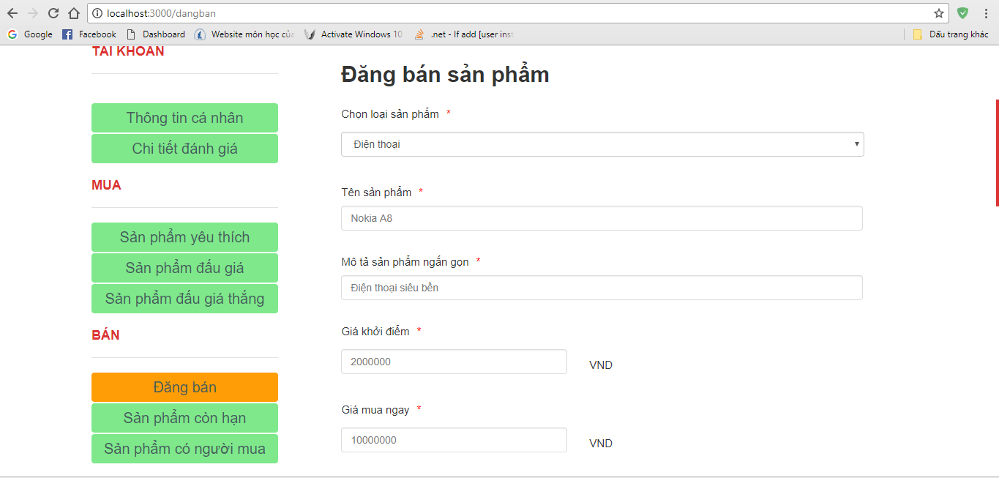 localhost:3000/dangban
Google Facebook Dashboard Website môn học củ Activate Windows 10 .net - If add [user inst Dấu trang khác
TÀI KHOẢN
Thông tin cá nhân
Chi tiết đánh giá
MUA
Sản phẩm yêu thích
Sản phẩm đấu giá
Sản phẩm đấu giá thắng
BÁN
Đăng bán
Sản phẩm còn hạn
Sản phẩm có người mua
Đăng bán sản phẩm
Chọn loại sản phẩm *
Điện thoại
Tên sản phẩm *
Nokia A8
Mô tả sản phẩm ngắn gọn *
Điện thoại siêu bền
Giá khởi điểm *
2000000 VND
Giá mua ngay *
10000000 VND